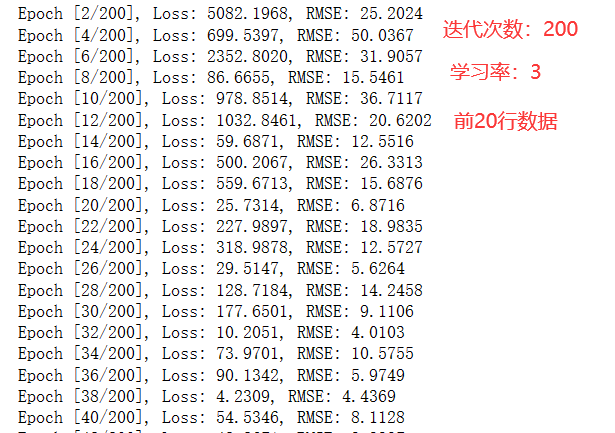 Epoch [2/200], Loss: 5082.1968, RMSE: 25.2024
Epoch [4/200], Loss: 699.5397, RMSE: 50.0367
迭代次数：200
Epoch [6/200], Loss: 2352.8020, RMSE: 31.9057
Epoch [8/200], Loss: 86.6655, RMSE: 15.5461
学习率：3
Epoch [10/200], Loss: 978.8514, RMSE: 36.7117
Epoch [12/200], Loss: 1032.8461, RMSE: 20.6202
前20行数据
Epoch [14/200], Loss: 59.6871, RMSE: 12.5516
Epoch [16/200], Loss: 500.2067, RMSE: 26.3313
Epoch [18/200], Loss: 559.6713, RMSE: 15.6876
Epoch [20/200], Loss: 25.7314, RMSE: 6.8716
Epoch [22/200], Loss: 227.9897, RMSE: 18.9835
Epoch [24/200], Loss: 318.9878, RMSE: 12.5727
Epoch [26/200], Loss: 29.5147, RMSE: 5.6264
Epoch [28/200], Loss: 128.7184, RMSE: 14.2458
Epoch [30/200], Loss: 177.6501, RMSE: 9.1106
Epoch [32/200], Loss: 10.2051, RMSE: 4.0103
Epoch [34/200], Loss: 73.9701, RMSE: 10.5755
Epoch [36/200], Loss: 90.1342, RMSE: 5.9749
Epoch [38/200], Loss: 4.2309, RMSE: 4.4369
Epoch [40/200], Loss: 54.5346, RMSE: 8.1128